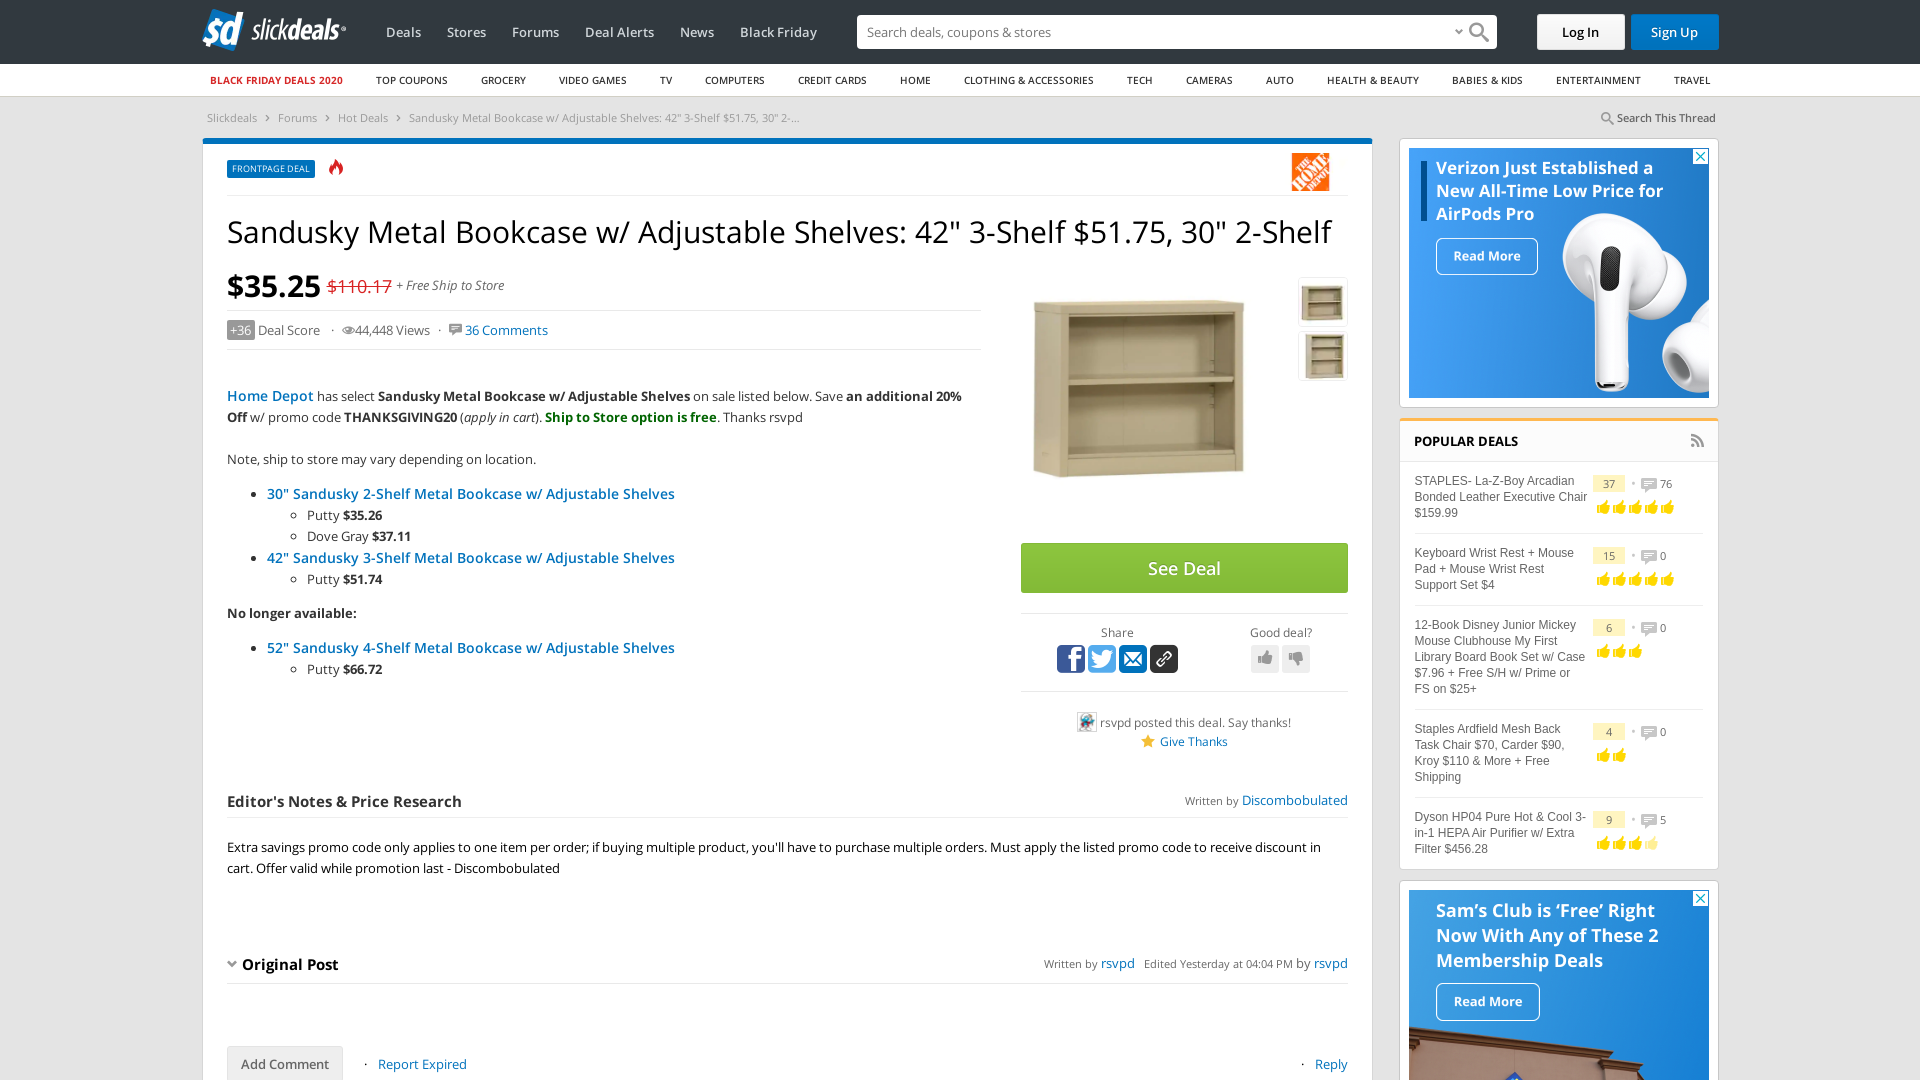 sd slickdeals
Deals Stores Forums Deal Alerts News Black Friday
Search deals, coupons & stores
Log In Sign Up
BLACK FRIDAY DEALS 2020 TOP COUPONS GROCERY VIDEO GAMES TV COMPUTERS CREDIT CARDS HOME CLOTHING & ACCESSORIES TECH CAMERAS AUTO HEALTH & BEAUTY BABIES & KIDS ENTERTAINMENT TRAVEL
Slickdeals › Forums › Hot Deals › Sandusky Metal Bookcase w/ Adjustable Shelves: 42" 3-Shelf $51.75, 30" 2-...
Search This Thread
FRONTPAGE DEAL
THE HOME DEPOT
Sandusky Metal Bookcase w/ Adjustable Shelves: 42" 3-Shelf $51.75, 30" 2-Shelf
$35.25 $110.17 + Free Ship to Store
+36 Deal Score · 44,448 Views · 36 Comments
Home Depot has select Sandusky Metal Bookcase w/ Adjustable Shelves on sale listed below. Save an additional 20%
Off w/ promo code THANKSGIVING20 (apply in cart). Ship to Store option is free. Thanks rsvpd
Note, ship to store may vary depending on location.
30" Sandusky 2-Shelf Metal Bookcase w/ Adjustable Shelves
Putty $35.26
Dove Gray $37.11
42" Sandusky 3-Shelf Metal Bookcase w/ Adjustable Shelves
Putty $51.74
No longer available:
52" Sandusky 4-Shelf Metal Bookcase w/ Adjustable Shelves
Putty $66.72
See Deal
Share Good deal?
rsvpd posted this deal. Say thanks!
Give Thanks
Editor's Notes & Price Research
Written by Discombobulated
Extra savings promo code only applies to one item per order; if buying multiple product, you'll have to purchase multiple orders. Must apply the listed promo code to receive discount in
cart. Offer valid while promotion last - Discombobulated
Original Post
Written by rsvpd Edited Yesterday at 04:04 PM by rsvpd
Add Comment · Report Expired
· Reply
Verizon Just Established a
New All-Time Low Price for
AirPods Pro
Read More
POPULAR DEALS
STAPLES- La-Z-Boy Arcadian
Bonded Leather Executive Chair
$159.99
37 • 76
Keyboard Wrist Rest + Mouse
Pad + Mouse Wrist Rest
Support Set $4
15 • 0
12-Book Disney Junior Mickey
Mouse Clubhouse My First
Library Board Book Set w/ Case
$7.96 + Free S/H w/ Prime or
FS on $25+
6 • 0
Staples Ardfield Mesh Back
Task Chair $70, Carder $90,
Kroy $110 & More + Free
Shipping
4 • 0
Dyson HP04 Pure Hot & Cool 3-
in-1 HEPA Air Purifier w/ Extra
Filter $456.28
9 • 5
Sam's Club is 'Free' Right
Now With Any of These 2
Membership Deals
Read More